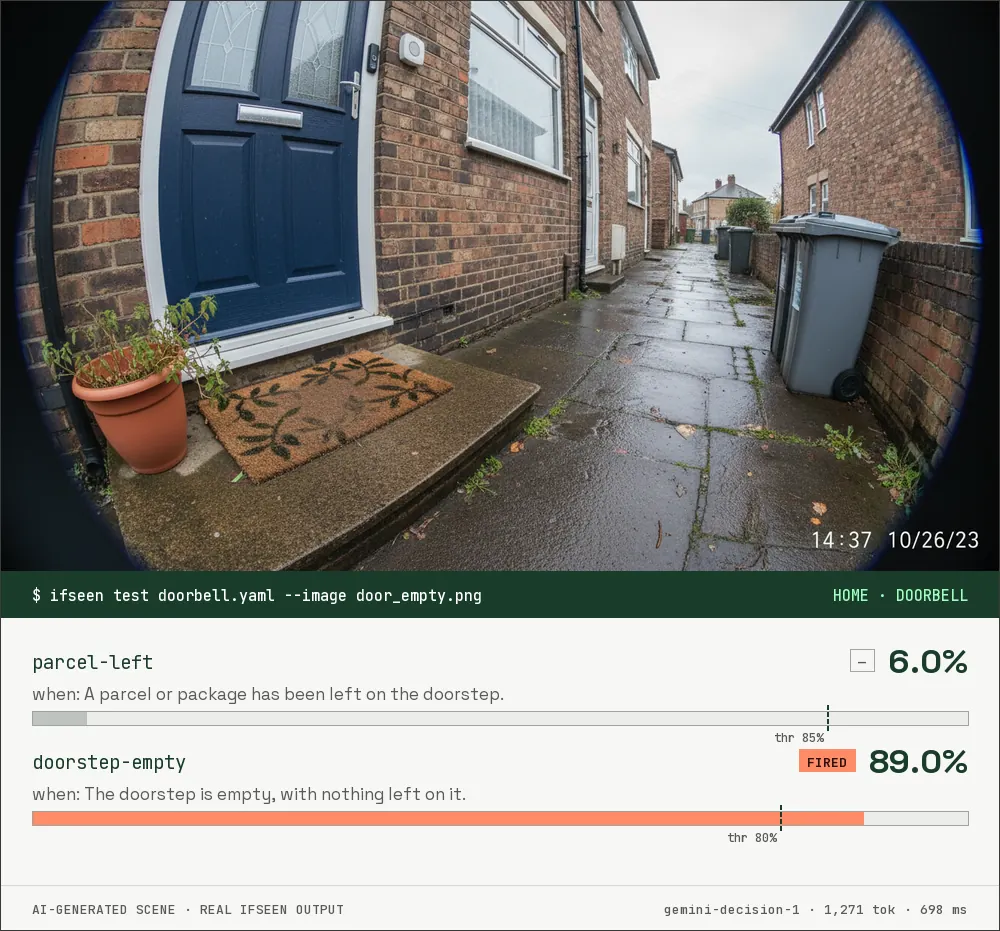 14:37 10/26/23
$ ifseen test doorbell.yaml --image door_empty.png
HOME · DOORBELL
parcel-left
– 6.0%
when: A parcel or package has been left on the doorstep.
thr 85%
doorstep-empty
FIRED 89.0%
when: The doorstep is empty, with nothing left on it.
thr 80%
AI-GENERATED SCENE · REAL IFSEEN OUTPUT
gemini-decision-1 · 1,271 tok · 698 ms